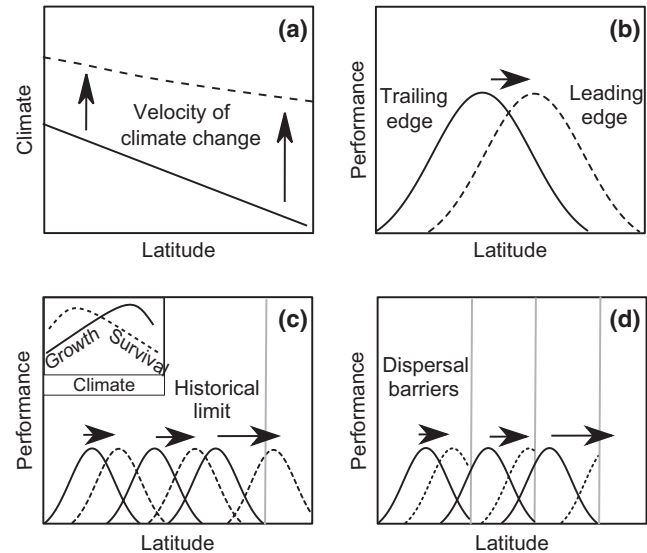 (a)
Climate
Velocity of
climate change
Latitude
(b)
Performance
Trailing
edge
Leading
edge
Latitude
(c)
Performance
Growth
Survival
Climate
Historical
limit
Latitude
(d)
Performance
Dispersal
barriers
Latitude